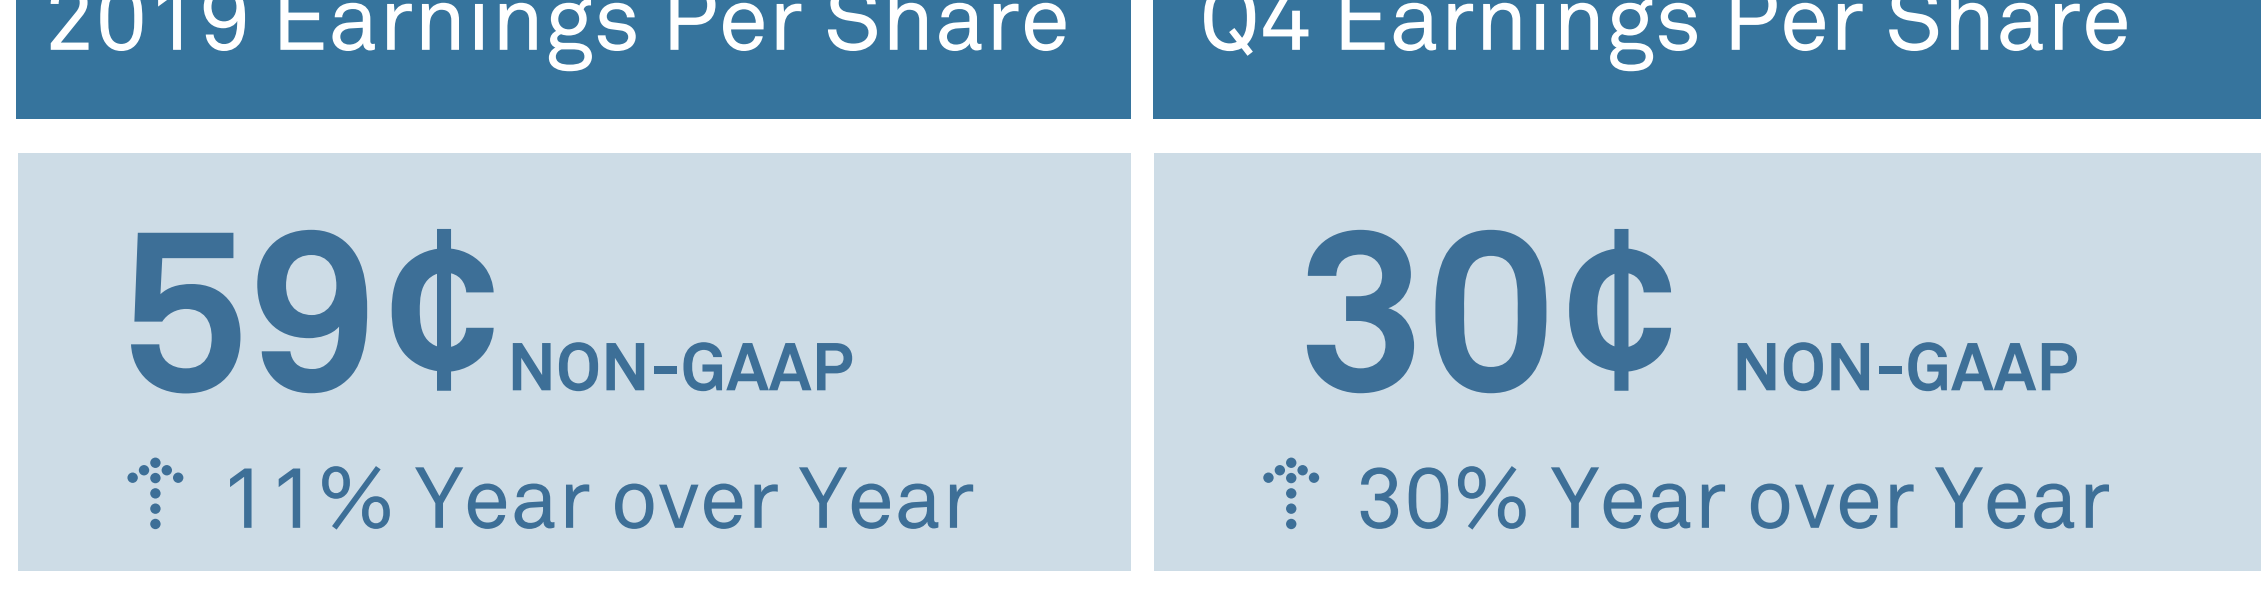 2019 Earnings Per Share
59¢ NON-GAAP
11% Year over Year
Q4 Earnings Per Share
30¢ NON-GAAP
30% Year over Year